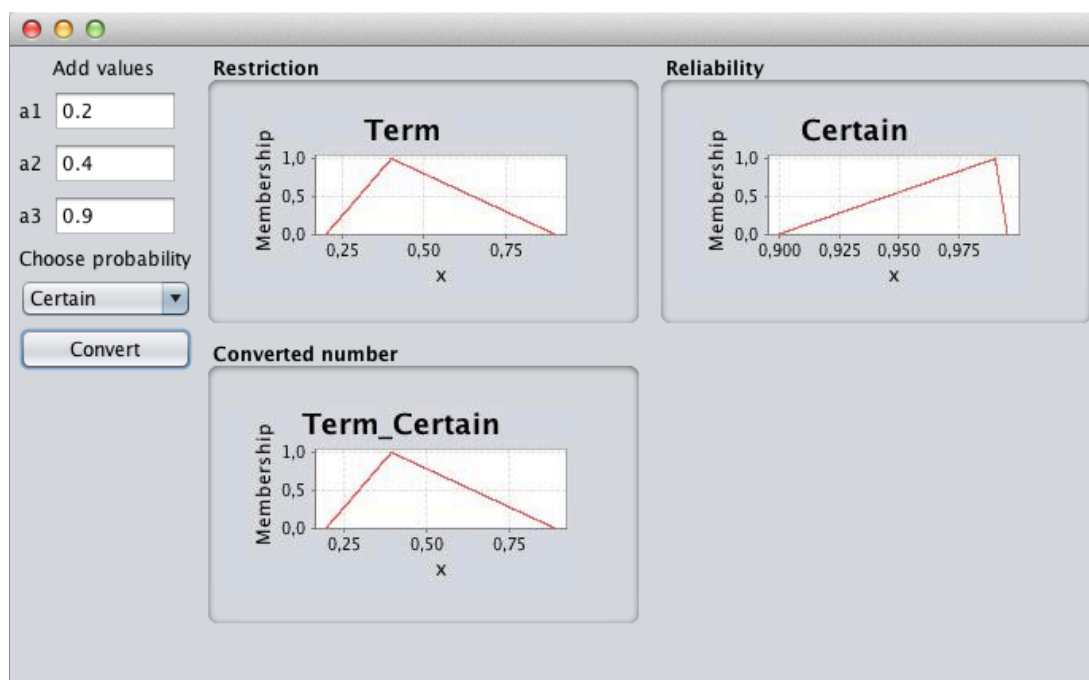 Add values
a1 0.2
a2 0.4
a3 0.9
Choose probability
Certain
Convert
Restriction
Term
Membership
1,0
0,5
0,0
0,25 0,50 0,75
x
Reliability
Certain
Membership
1,0
0,5
0,0
0,900 0,925 0,950 0,975
x
Converted number
Term_Certain
Membership
1,0
0,5
0,0
0,25 0,50 0,75
x